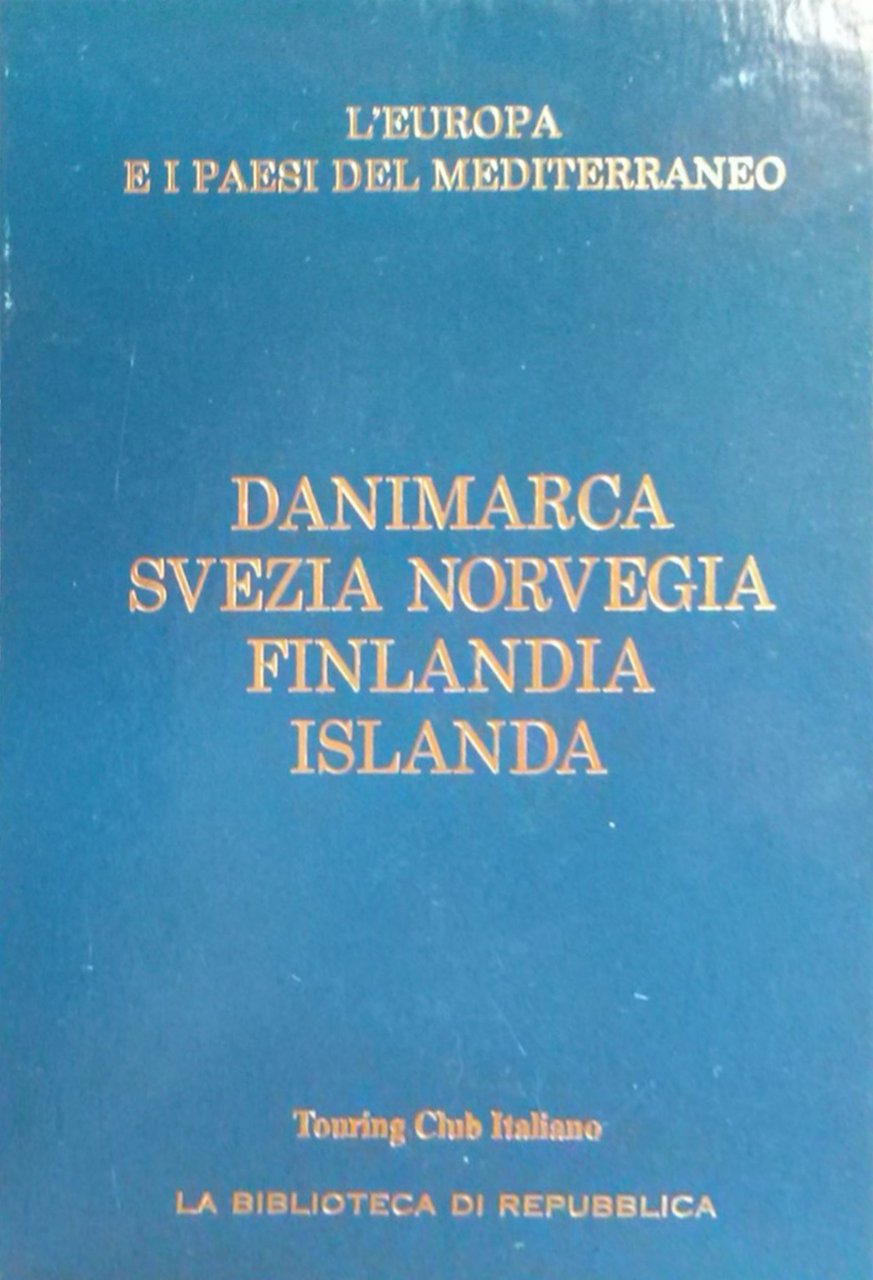 L'EUROPA
E I PAESI DEL MEDITERRANEO
DANIMARCA
SVEZIA NORVEGIA
FINLANDIA
ISLANDA
Touring Club Italiano
LA BIBLIOTECA DI REPUBBLICA